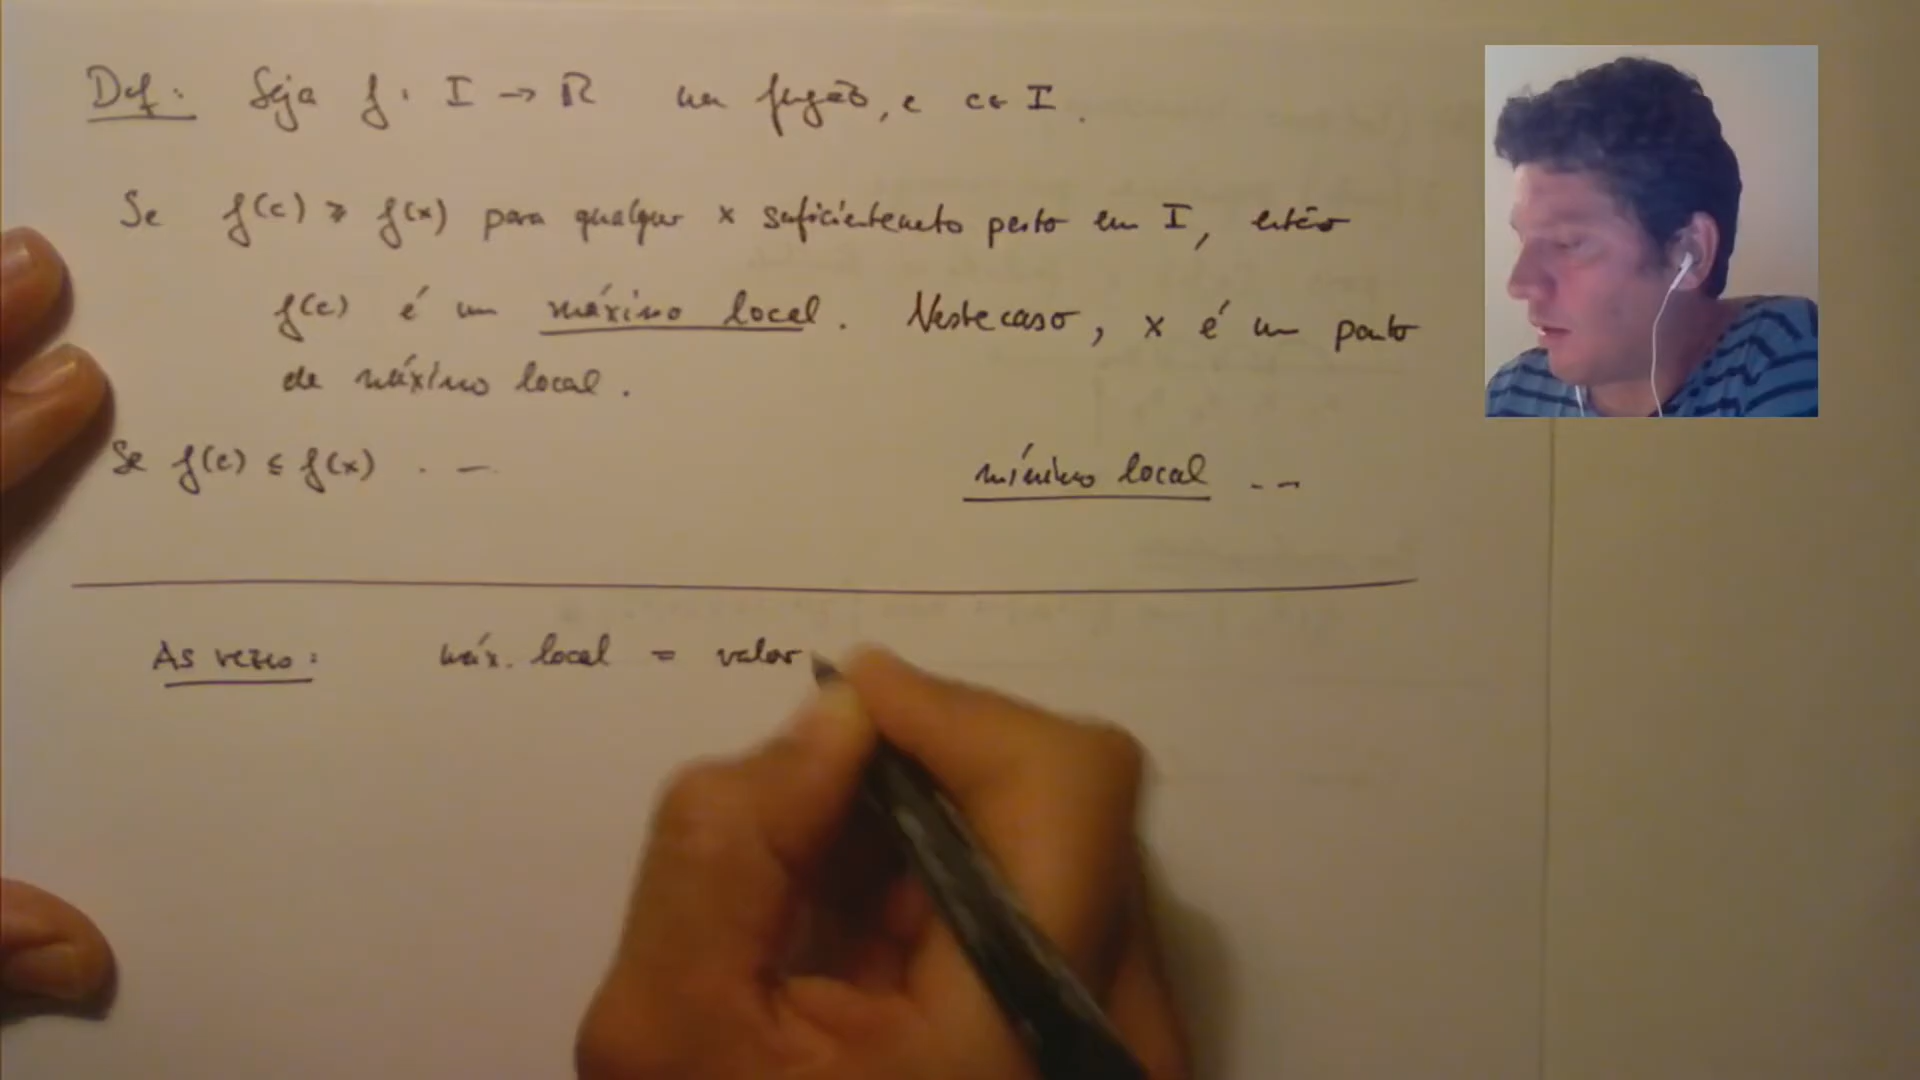 Def: Seja f: I → ℝ um função, e c ∈ I.
Se f(c) ≥ f(x) para qualquer x suficientemente perto em I, então
f(c) é um máximo local. Neste caso, x é um ponto
de máximo local.
Se f(c) ≤ f(x) . — mínimo local . . —
As vezes: máx. local = valor